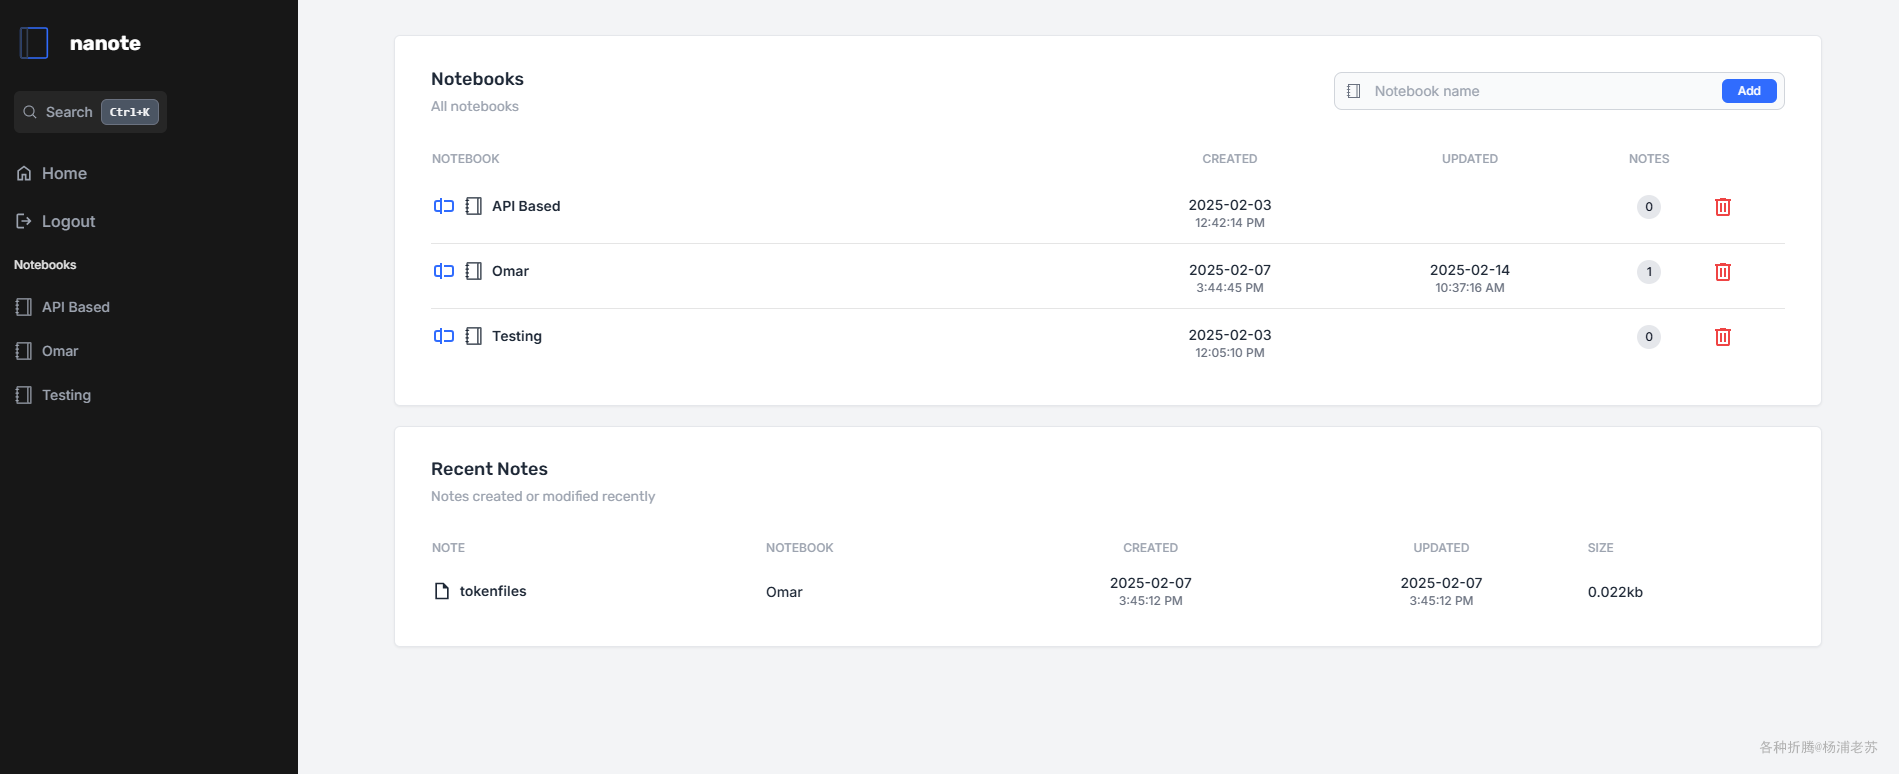 nanote
Search Ctrl+K
Home
Logout
Notebooks
API Based
Omar
Testing
Notebooks
All notebooks
Notebook name Add
NOTEBOOK CREATED UPDATED NOTES
API Based 2025-02-03 0
12:42:14 PM
Omar 2025-02-07 2025-02-14 1
3:44:45 PM 10:37:16 AM
Testing 2025-02-03 0
12:05:10 PM
Recent Notes
Notes created or modified recently
NOTE NOTEBOOK CREATED UPDATED SIZE
tokenfiles Omar 2025-02-07 2025-02-07 0.022kb
3:45:12 PM 3:45:12 PM
各种折腾@杨浦老苏